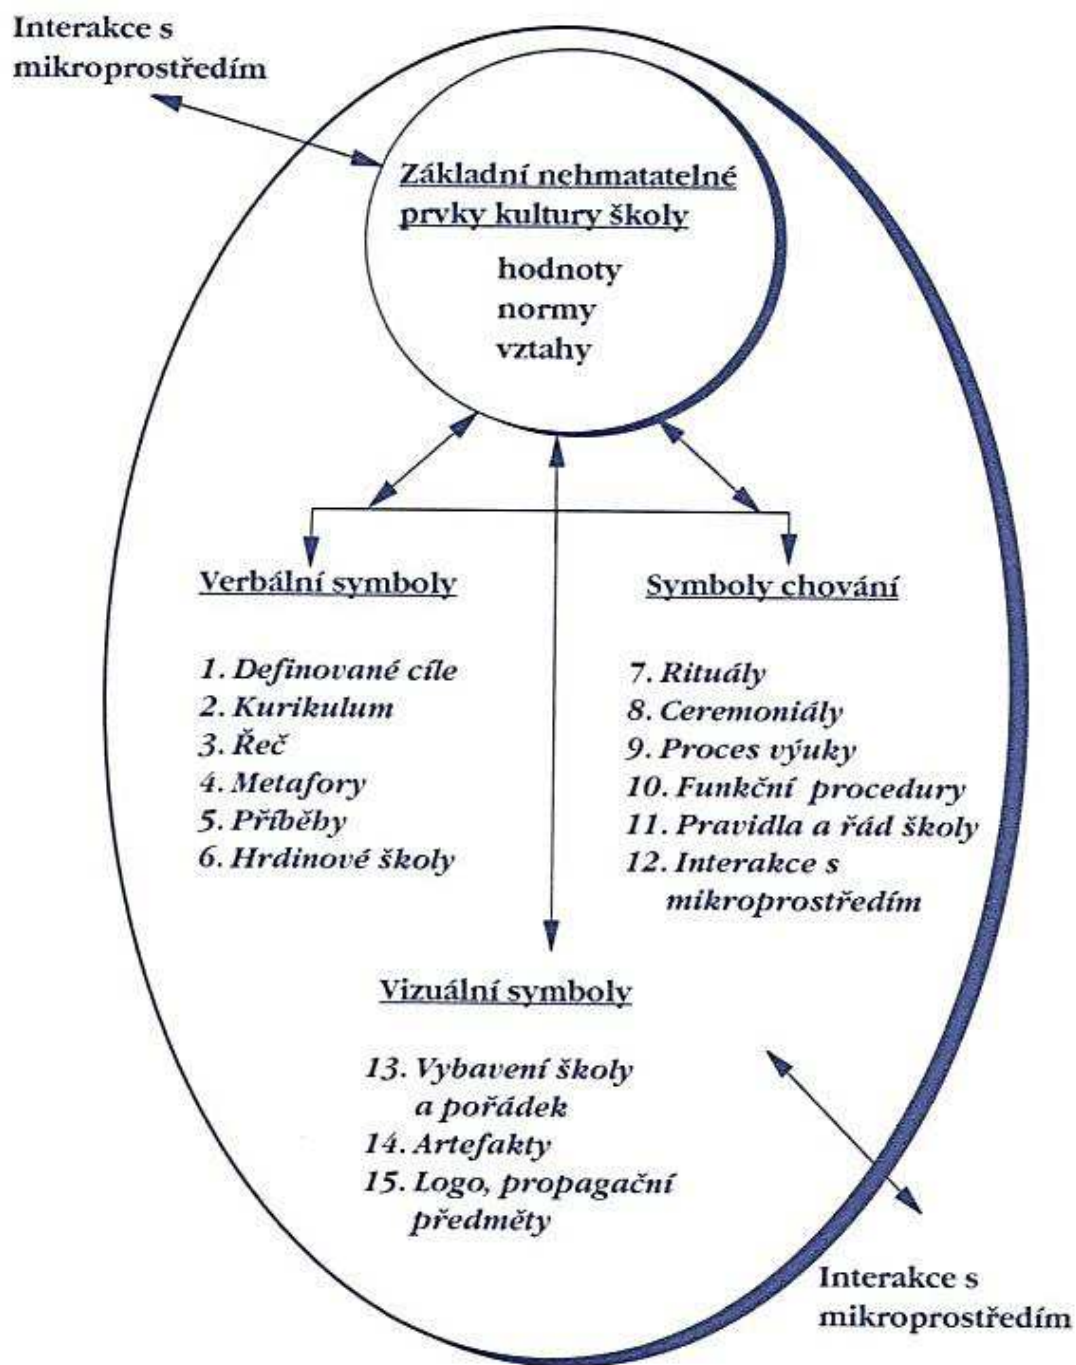 Interakce s
mikroprostředím
Základní nehmatatelné
prvky kultury školy
hodnoty
normy
vztahy
Verbální symboly
1. Definované cíle
2. Kurikulum
3. Řeč
4. Metafory
5. Příběhy
6. Hrdinové školy
Symboly chování
7. Rituály
8. Ceremoniály
9. Proces výuky
10. Funkční procedury
11. Pravidla a řád školy
12. Interakce s
mikroprostředím
Vizuální symboly
13. Vybavení školy
a pořádek
14. Artefakty
15. Logo, propagační
předměty
Interakce s
mikroprostředím